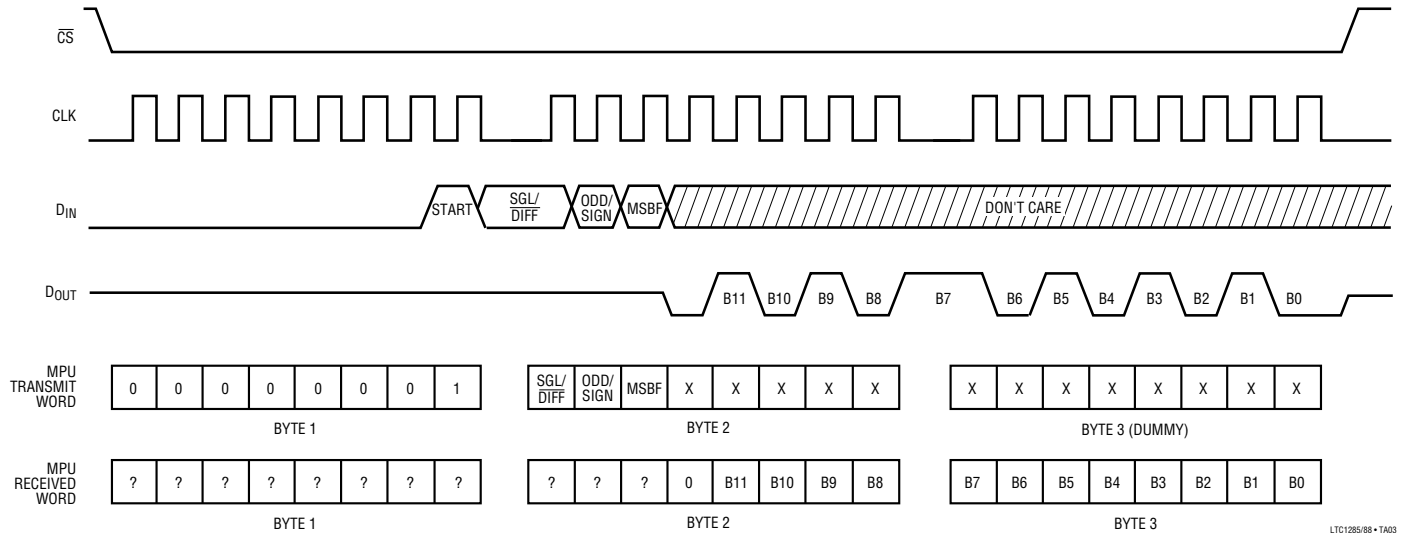 CS
CLK
DIN START SGL/ DIFF ODD/ SIGN MSBF DON'T CARE
DOUT B11 B10 B9 B8 B7 B6 B5 B4 B3 B2 B1 B0
MPU TRANSMIT WORD
0 0 0 0 0 0 0 1
SGL/ DIFF ODD/ SIGN MSBF X X X X X
X X X X X X X X
BYTE 1 BYTE 2 BYTE 3 (DUMMY)
MPU RECEIVED WORD
? ? ? ? ? ? ? ?
? ? ? 0 B11 B10 B9 B8
B7 B6 B5 B4 B3 B2 B1 B0
BYTE 1 BYTE 2 BYTE 3
LTC1285/88 • TA03